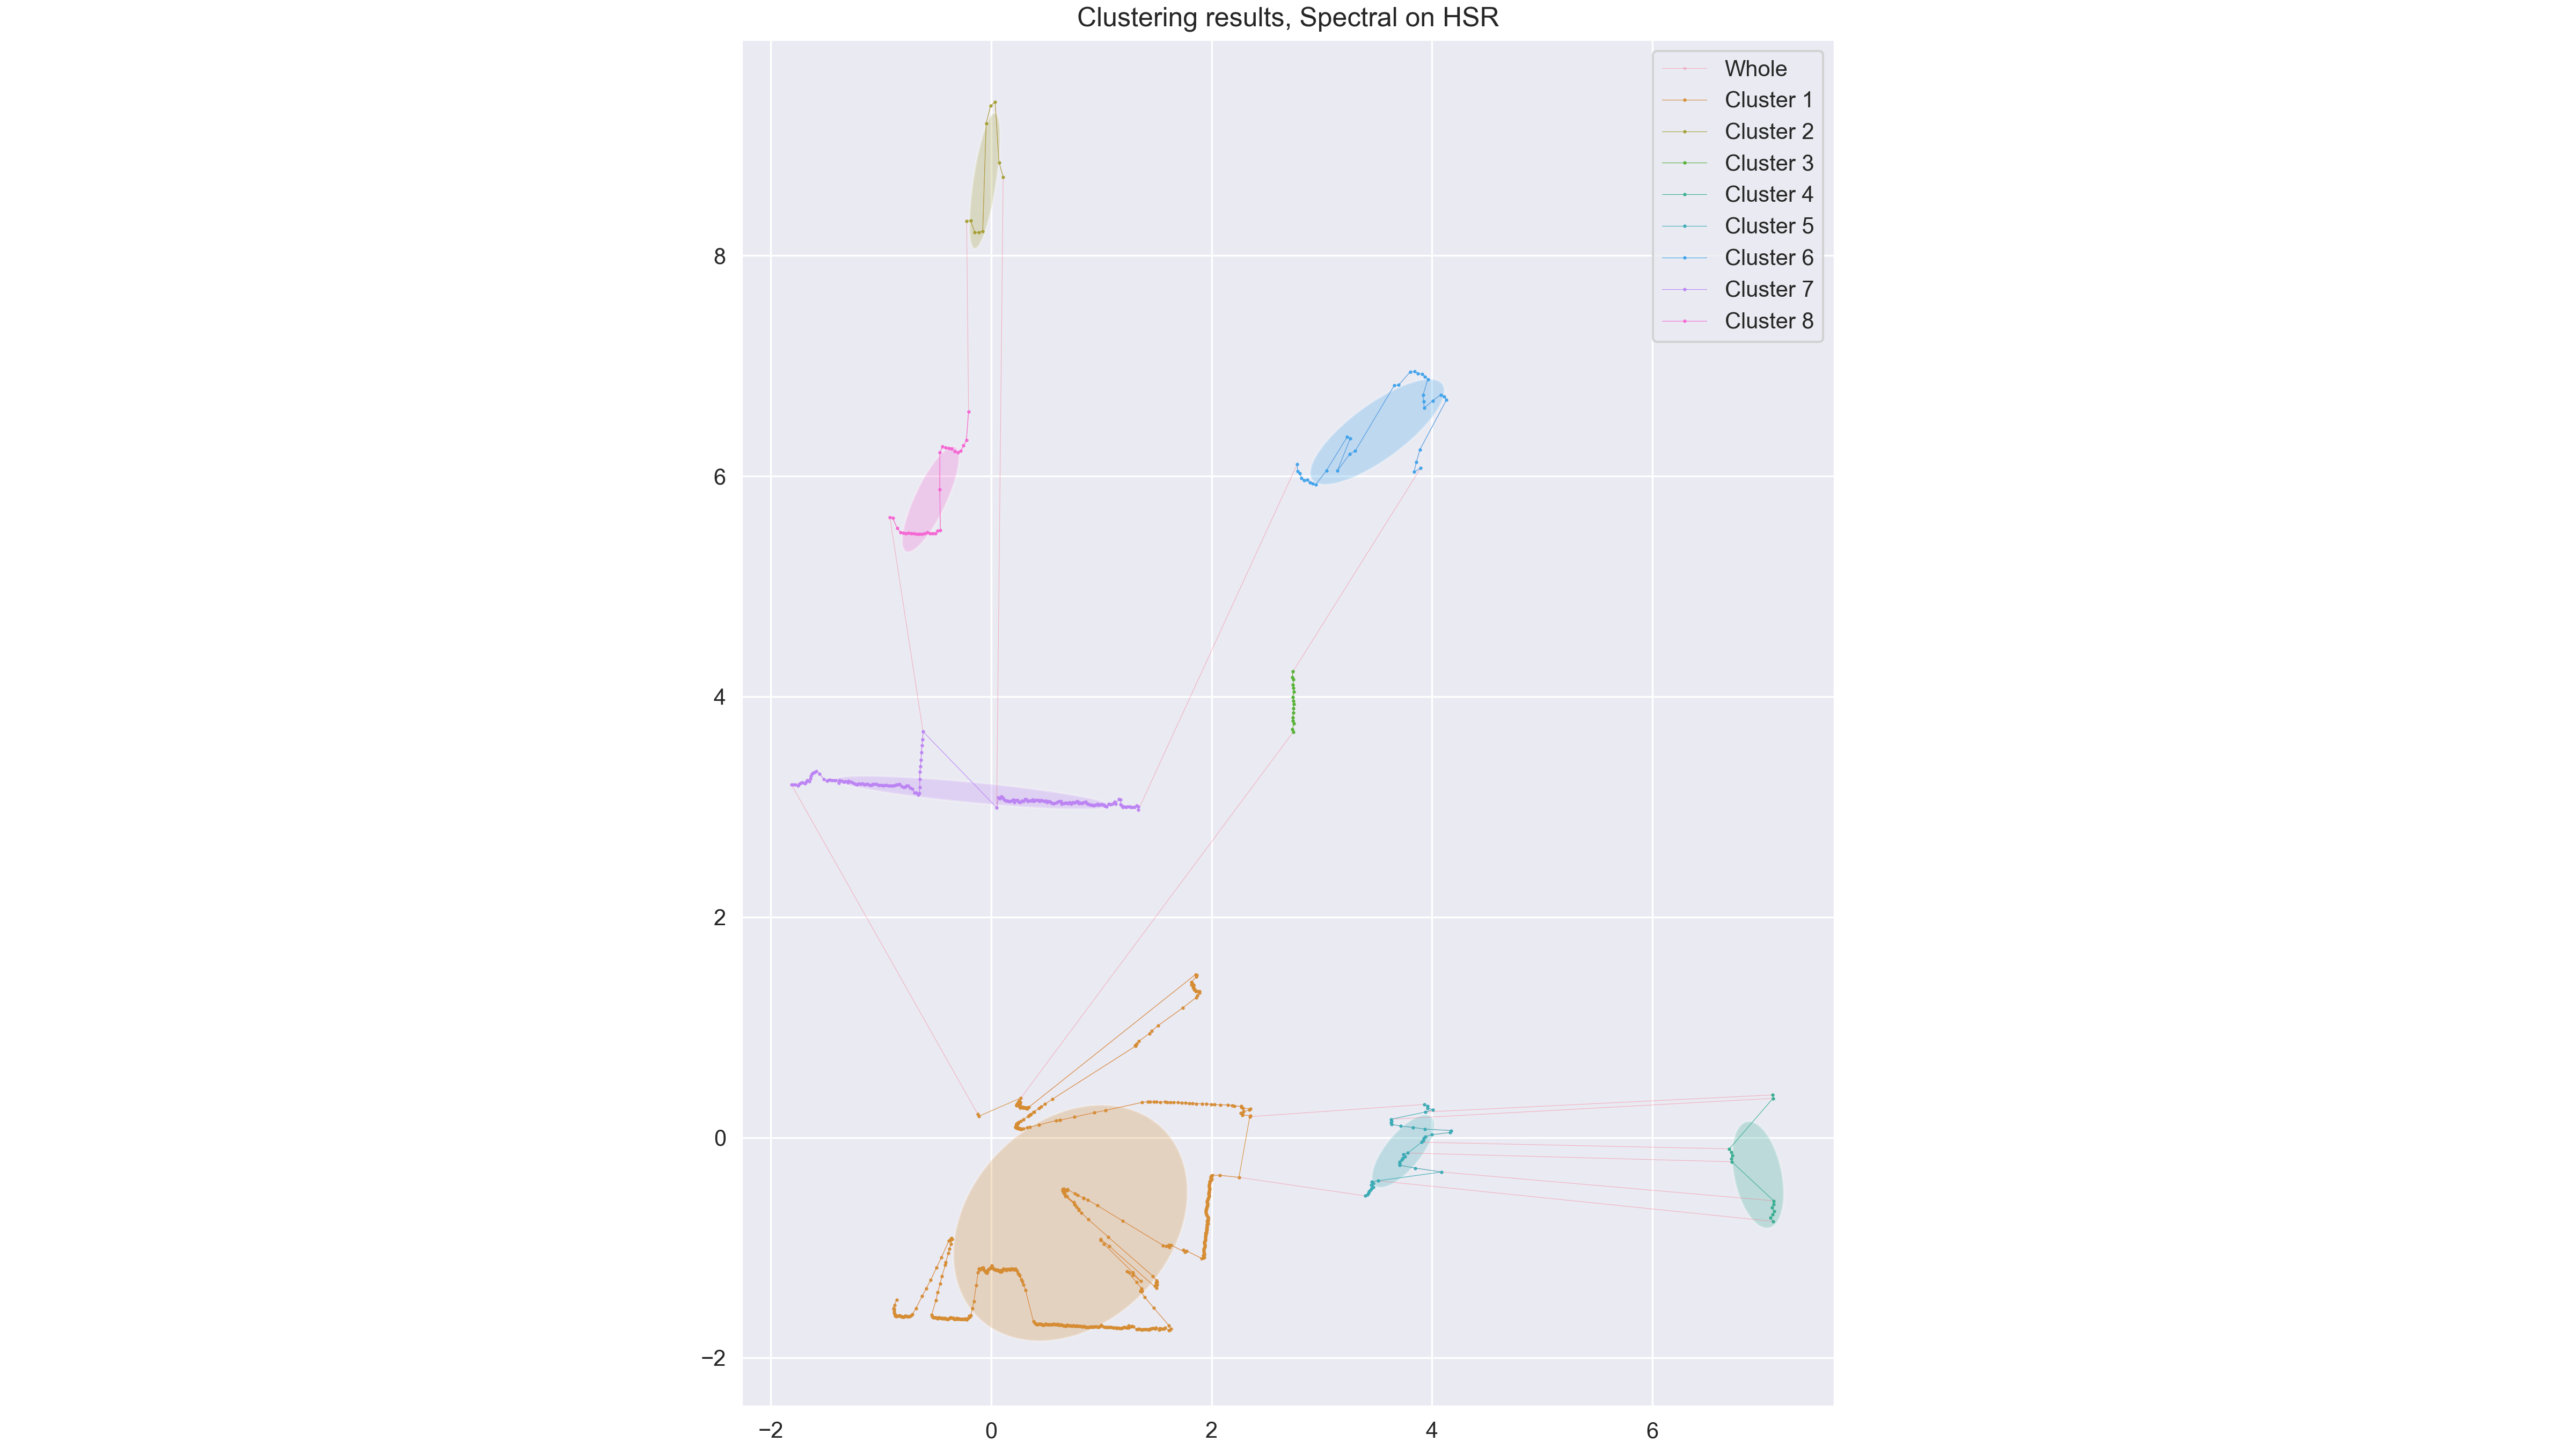 Clustering results, Spectral on HSR
Whole
Cluster 1
Cluster 2
Cluster 3
Cluster 4
Cluster 5
Cluster 6
Cluster 7
Cluster 8
8
6
4
2
0
−2
−2 0 2 4 6